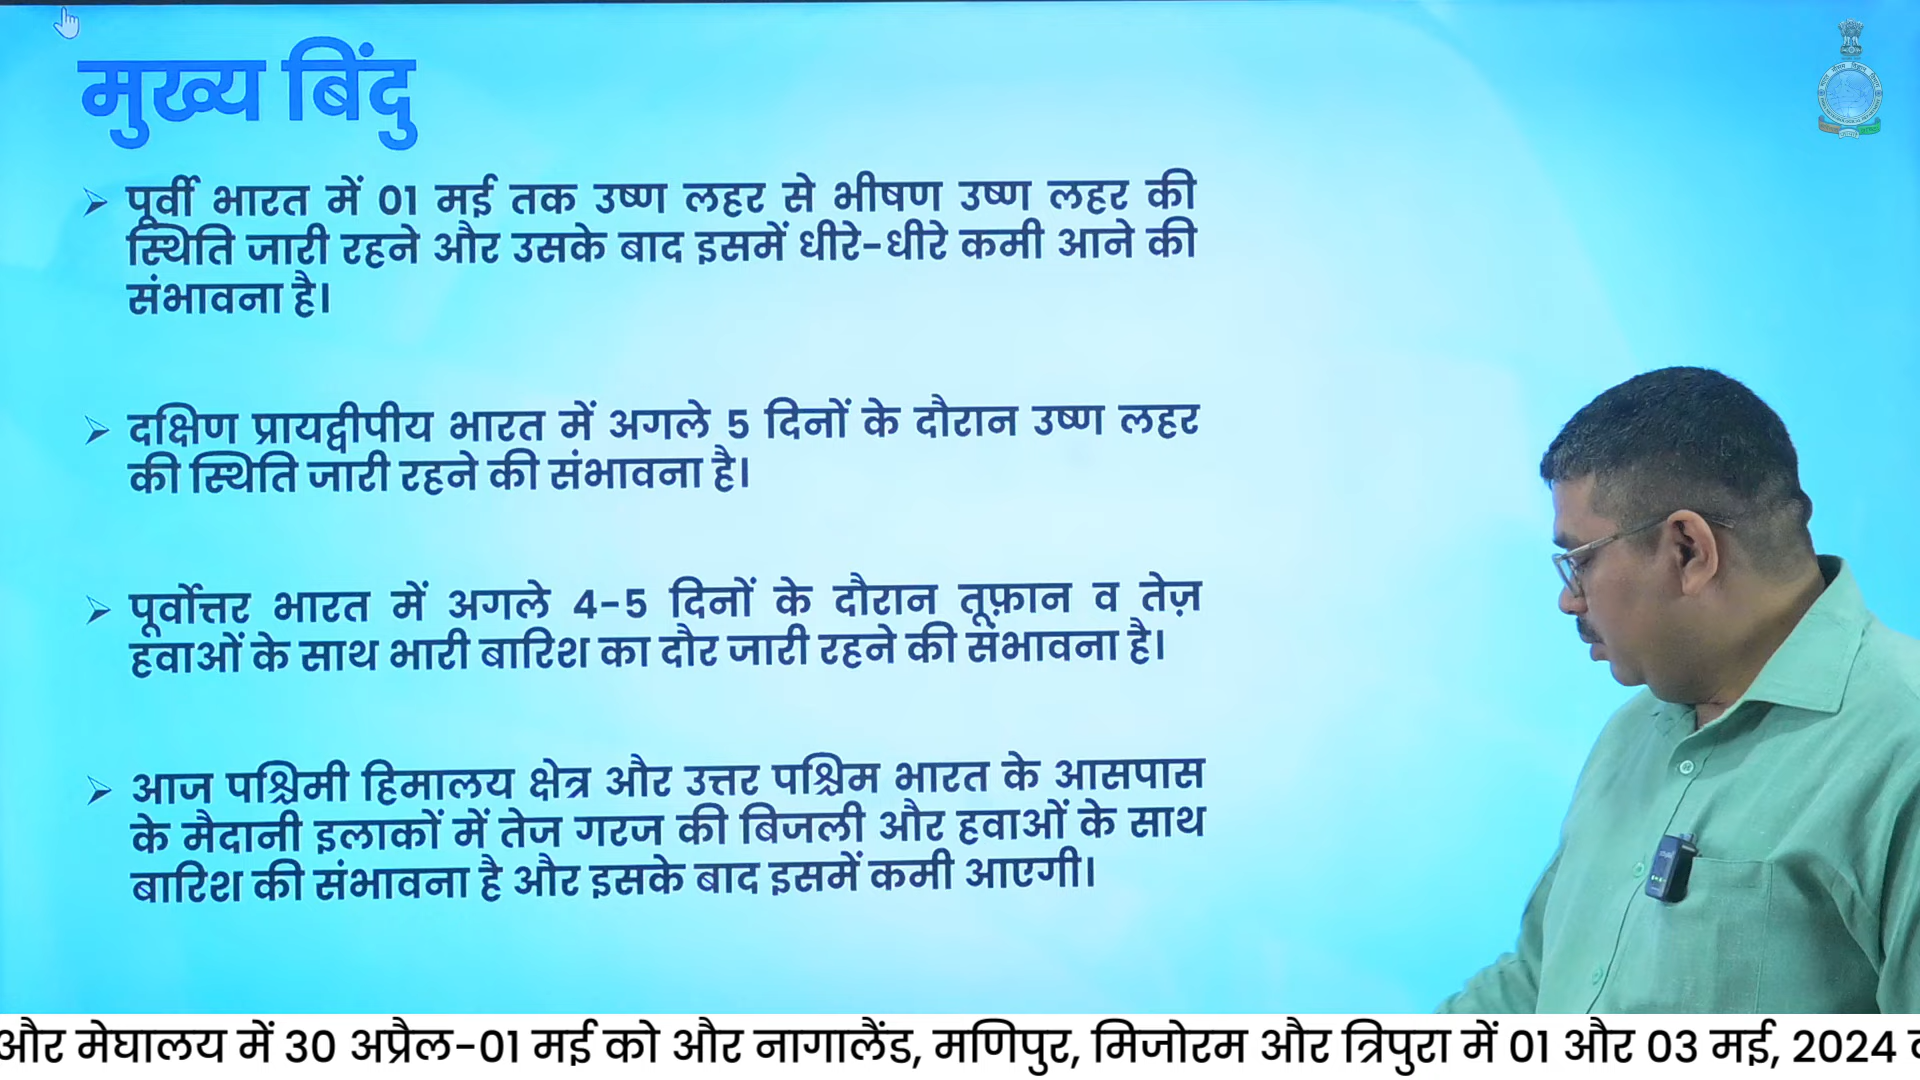 मुख्य बिंदु
पूर्वी भारत में 01 मई तक उष्ण लहर से भीषण उष्ण लहर की
स्थिति जारी रहने और उसके बाद इसमें धीरे-धीरे कमी आने की
संभावना है।
दक्षिण प्रायद्वीपीय भारत में अगले 5 दिनों के दौरान उष्ण लहर
की स्थिति जारी रहने की संभावना है।
पूर्वोत्तर भारत में अगले 4-5 दिनों के दौरान तूफ़ान व तेज़
हवाओं के साथ भारी बारिश का दौर जारी रहने की संभावना है।
आज पश्चिमी हिमालय क्षेत्र और उत्तर पश्चिम भारत के आसपास
के मैदानी इलाकों में तेज गरज की बिजली और हवाओं के साथ
बारिश की संभावना है और इसके बाद इसमें कमी आएगी।
और मेघालय में 30 अप्रैल-01 मई को और नागालैंड, मणिपुर, मिजोरम और त्रिपुरा में 01 और 03 मई, 2024